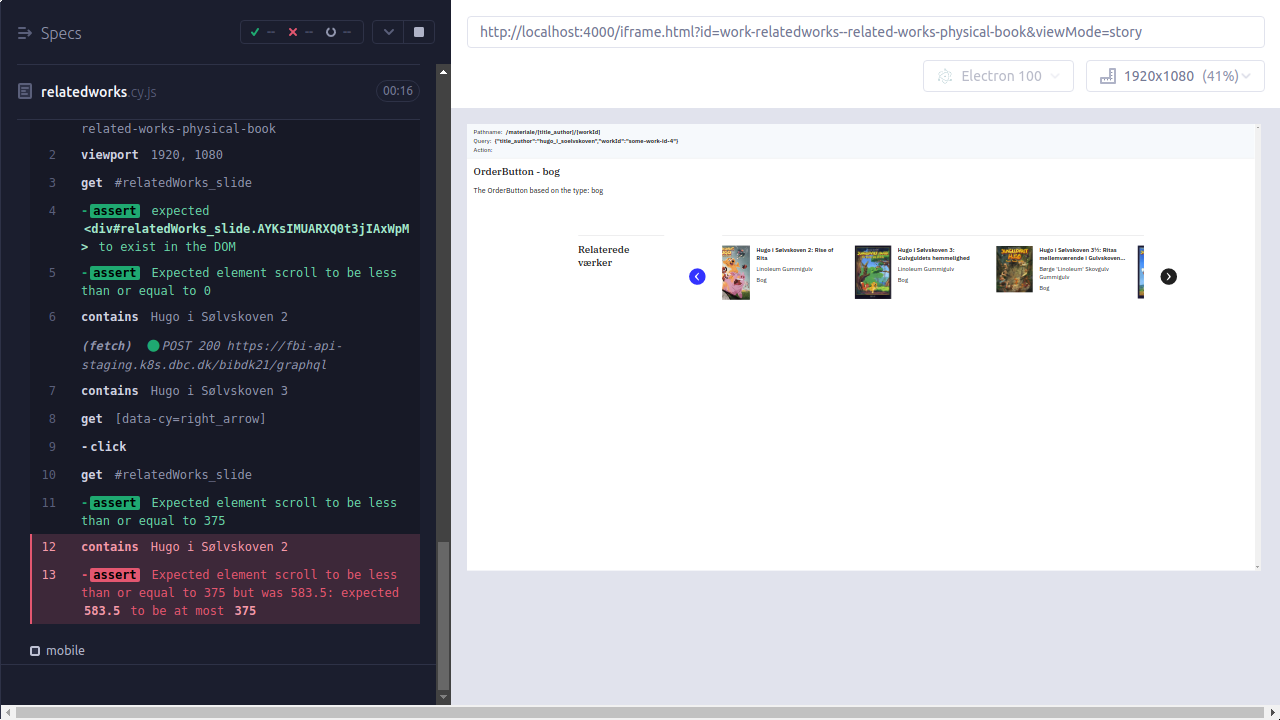 Specs
✓ -- ✕ -- --
relatedworks.cy.js 00:16
related-works-physical-book
2 viewport 1920, 1080
3 get #relatedWorks_slide
4 -assert expected
<div#relatedWorks_slide.AYKsIMUARXQ0t3jIAxWpM
> to exist in the DOM
5 -assert Expected element scroll to be less
than or equal to 0
6 contains Hugo i Sølvskoven 2
(fetch) POST 200 https://fbi-api-
staging.k8s.dbc.dk/bibdk21/graphql
7 contains Hugo i Sølvskoven 3
8 get [data-cy=right_arrow]
9 -click
10 get #relatedWorks_slide
11 -assert Expected element scroll to be less
than or equal to 375
12 contains Hugo i Sølvskoven 2
13 -assert Expected element scroll to be less
than or equal to 375 but was 583.5: expected
583.5 to be at most 375
mobile
http://localhost:4000/iframe.html?id=work-relatedworks--related-works-physical-book&viewMode=story
Electron 100
1920x1080 (41%)
Pathname: /materiale/[title_author]/[workId]
Query: {"title_author":"hugo_i_soelvskoven","workId":"some-work-id-4"}
Action:
OrderButton - bog
The OrderButton based on the type: bog
Relaterede
værker
Hugo i Sølvskoven 2: Rise of
Rita
Linoleum Gummigulv
Bog
Hugo i Sølvskoven 3:
Gulvguldets hemmelighed
Linoleum Gummigulv
Bog
Hugo i Sølvskoven 3½: Ritas
mellemværende i Gulvskoven...
Børge 'Linoleum' Skovgulv
Gummigulv
Bog